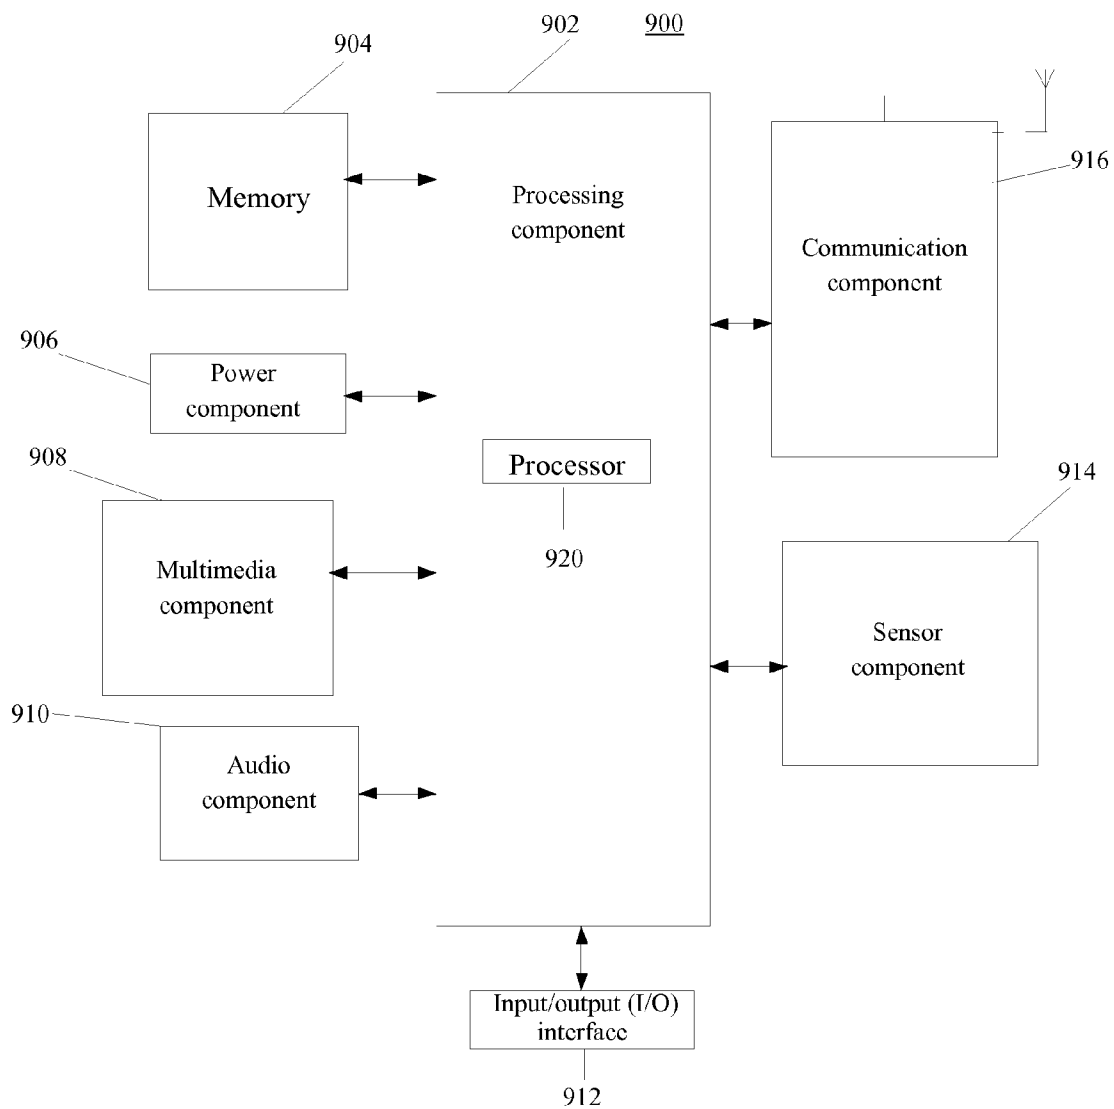 902
900
904
Memory
Processing
component
916
Communication
component
906
Power
component
908
Processor
914
920
Multimedia
component
Sensor
component
910
Audio
component
Input/output (I/O)
interface
912